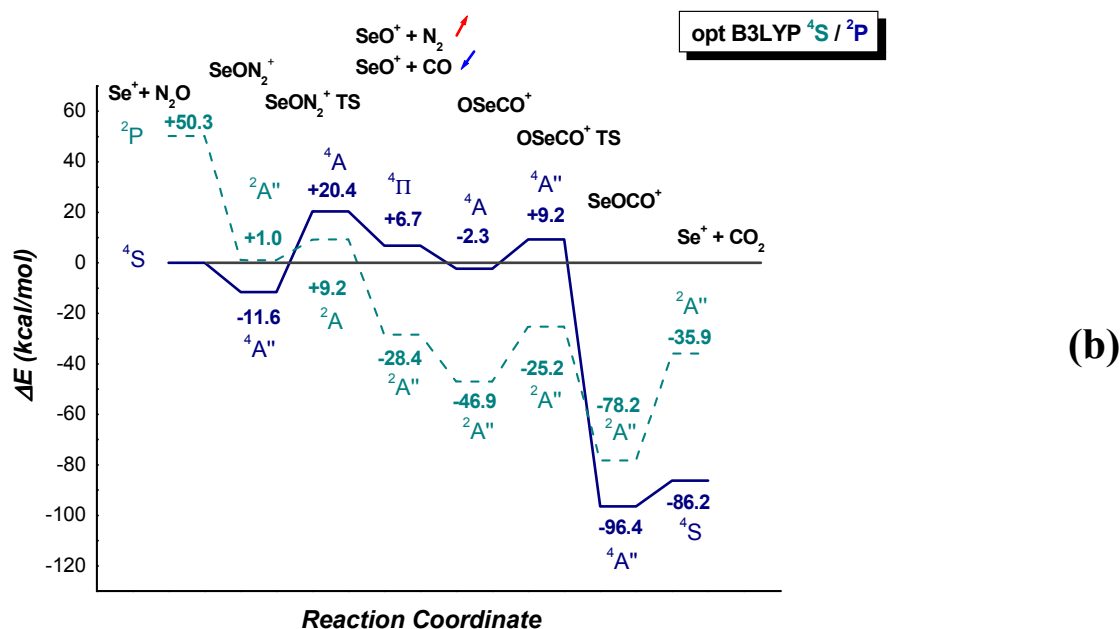 SeO⁺ + N₂
SeO⁺ + CO
opt B3LYP ⁴S / ²P
SeON₂⁺
Se⁺+ N₂O
SeON₂⁺ TS
OSeCO⁺
OSeCO⁺ TS
SeOCO⁺
Se⁺ + CO₂
60
40
20
0
-20
-40
-60
-80
-100
-120
ΔE (kcal/mol)
²P
+50.3
²A"
+1.0
⁴A
+20.4
⁴Π
+6.7
⁴A
-2.3
⁴A"
+9.2
⁴S
-11.6
⁴A"
+9.2
²A
-28.4
²A"
-46.9
²A"
-25.2
²A"
-78.2
²A"
²A"
-35.9
-96.4
⁴A"
-86.2
⁴S
Reaction Coordinate
(b)